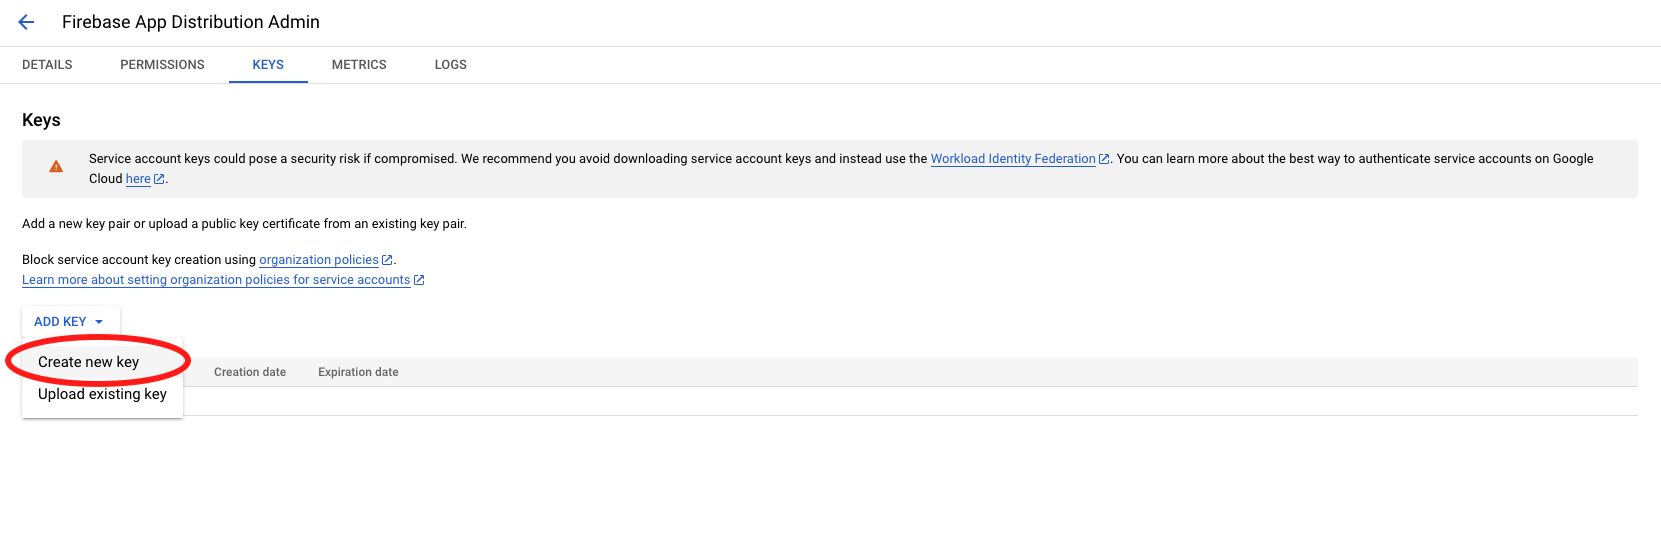 Firebase App Distribution Admin
DETAILS PERMISSIONS KEYS METRICS LOGS
Keys
Service account keys could pose a security risk if compromised. We recommend you avoid downloading service account keys and instead use the Workload Identity Federation. You can learn more about the best way to authenticate service accounts on Google
Cloud here.
Add a new key pair or upload a public key certificate from an existing key pair.
Block service account key creation using organization policies.
Learn more about setting organization policies for service accounts
ADD KEY
Create new key
Creation date Expiration date
Upload existing key